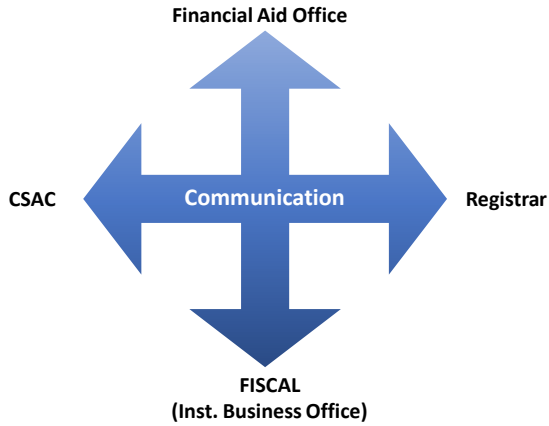 Financial Aid Office
CSAC
Communication
Registrar
FISCAL
(Inst. Business Office)